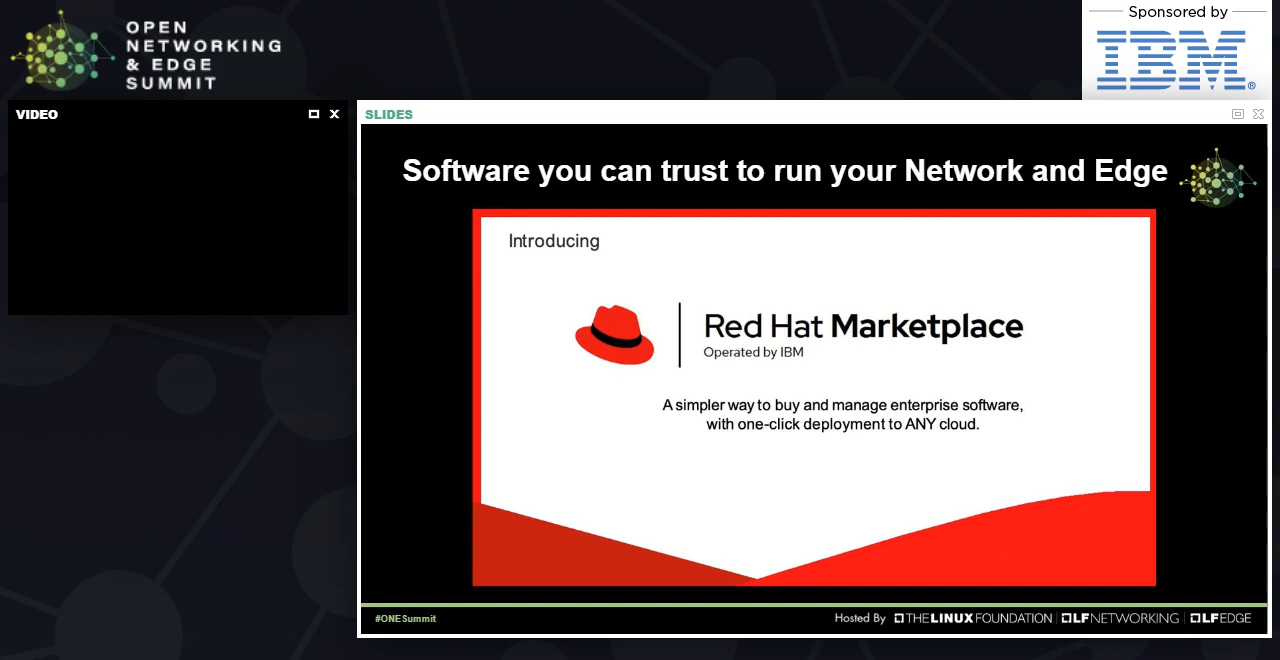 OPEN
NETWORKING
& EDGE
SUMMIT
Sponsored by
IBM®
VIDEO
SLIDES
Software you can trust to run your Network and Edge
Introducing
Red Hat Marketplace
Operated by IBM
A simpler way to buy and manage enterprise software,
with one-click deployment to ANY cloud.
#ONESummit
Hosted By THE LINUX FOUNDATION | LF NETWORKING | LF EDGE